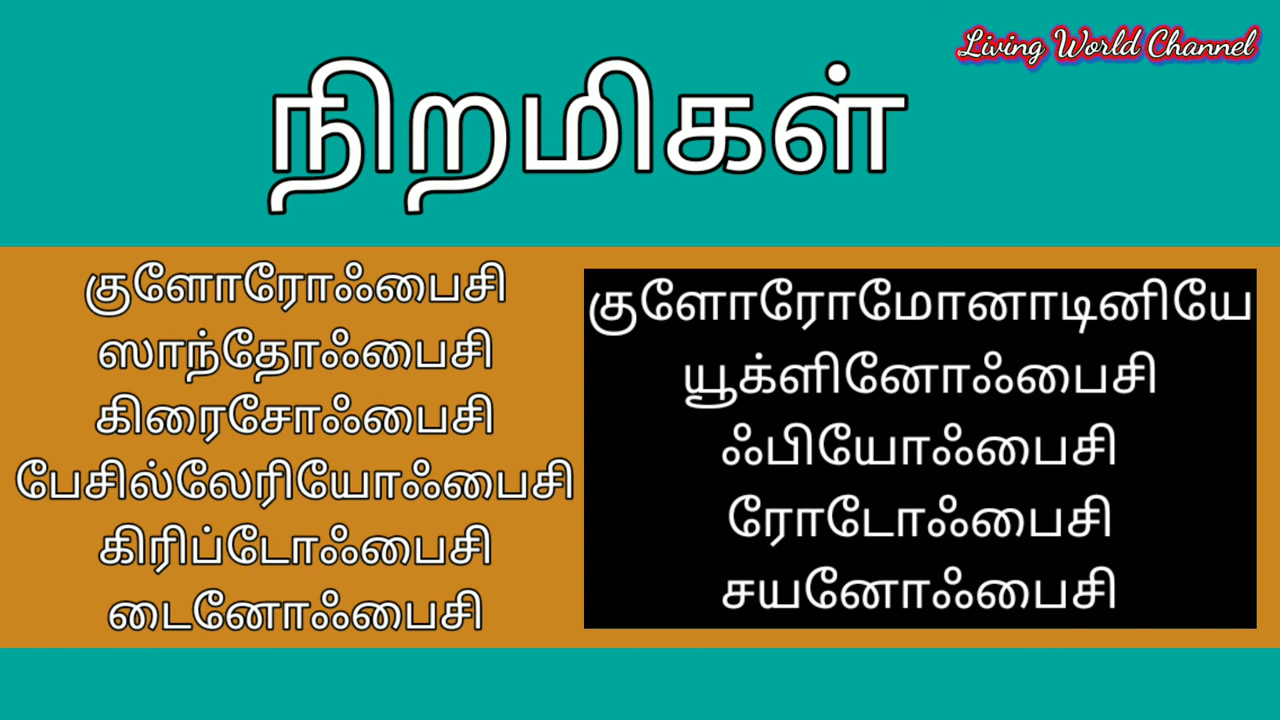 Living World Channel
நிறமிகள்
குளோரோஃபைசி
ஸாந்தோஃபைசி
கிரைசோஃபைசி
பேசில்லேரியோஃபைசி
கிரிப்டோஃபைசி
டைனோஃபைசி
குளோரோமோனாடினியே
யூக்ளினோஃபைசி
ஃபியோஃபைசி
ரோடோஃபைசி
சயனோஃபைசி